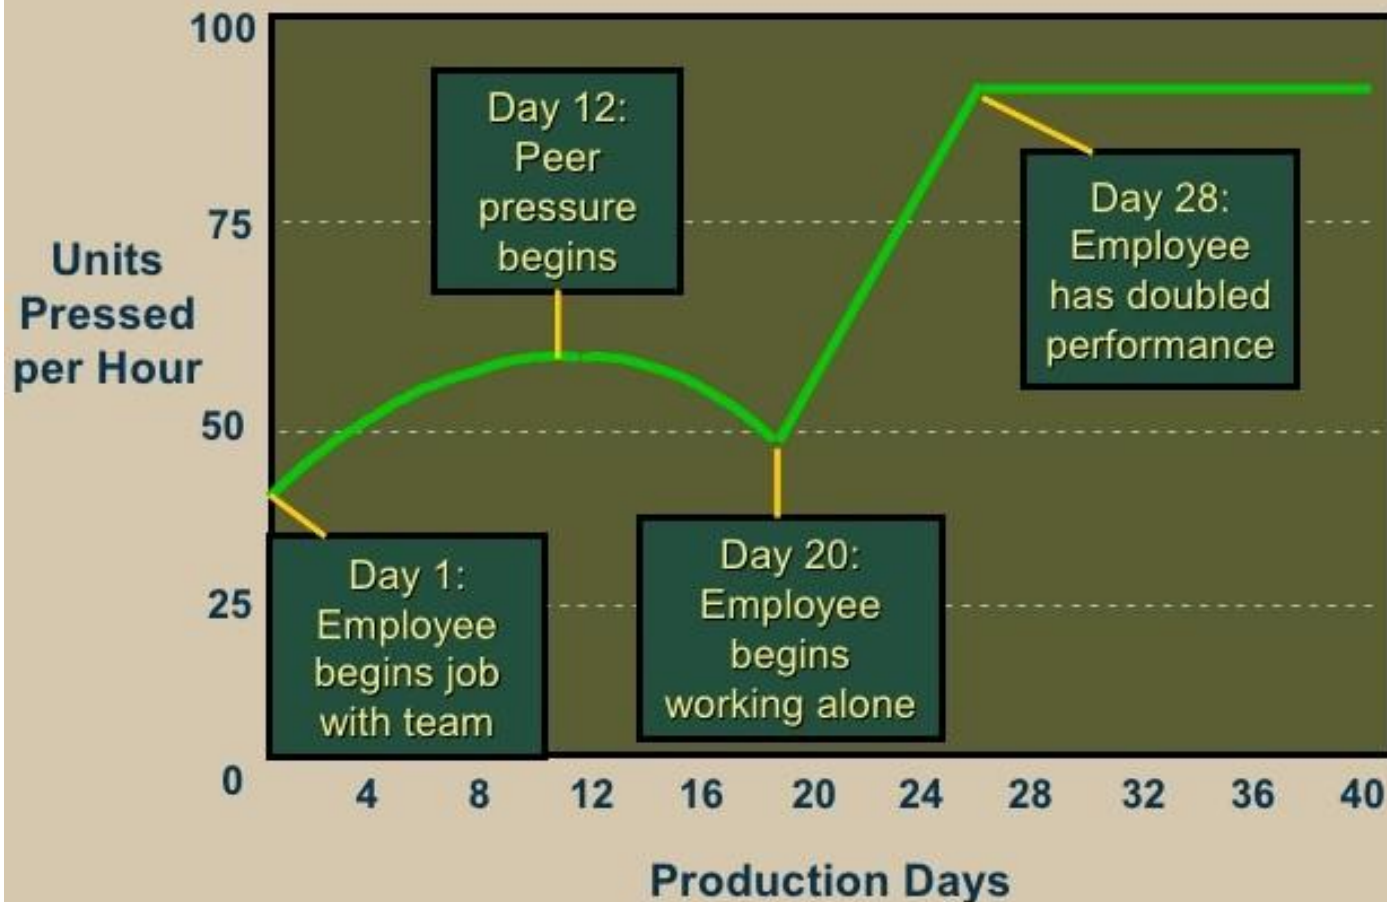 100
75
50
25
0
Units
Pressed
per Hour
Day 12:
Peer
pressure
begins
Day 28:
Employee
has doubled
performance
Day 1:
Employee
begins job
with team
Day 20:
Employee
begins
working alone
4 8 12 16 20 24 28 32 36 40
Production Days